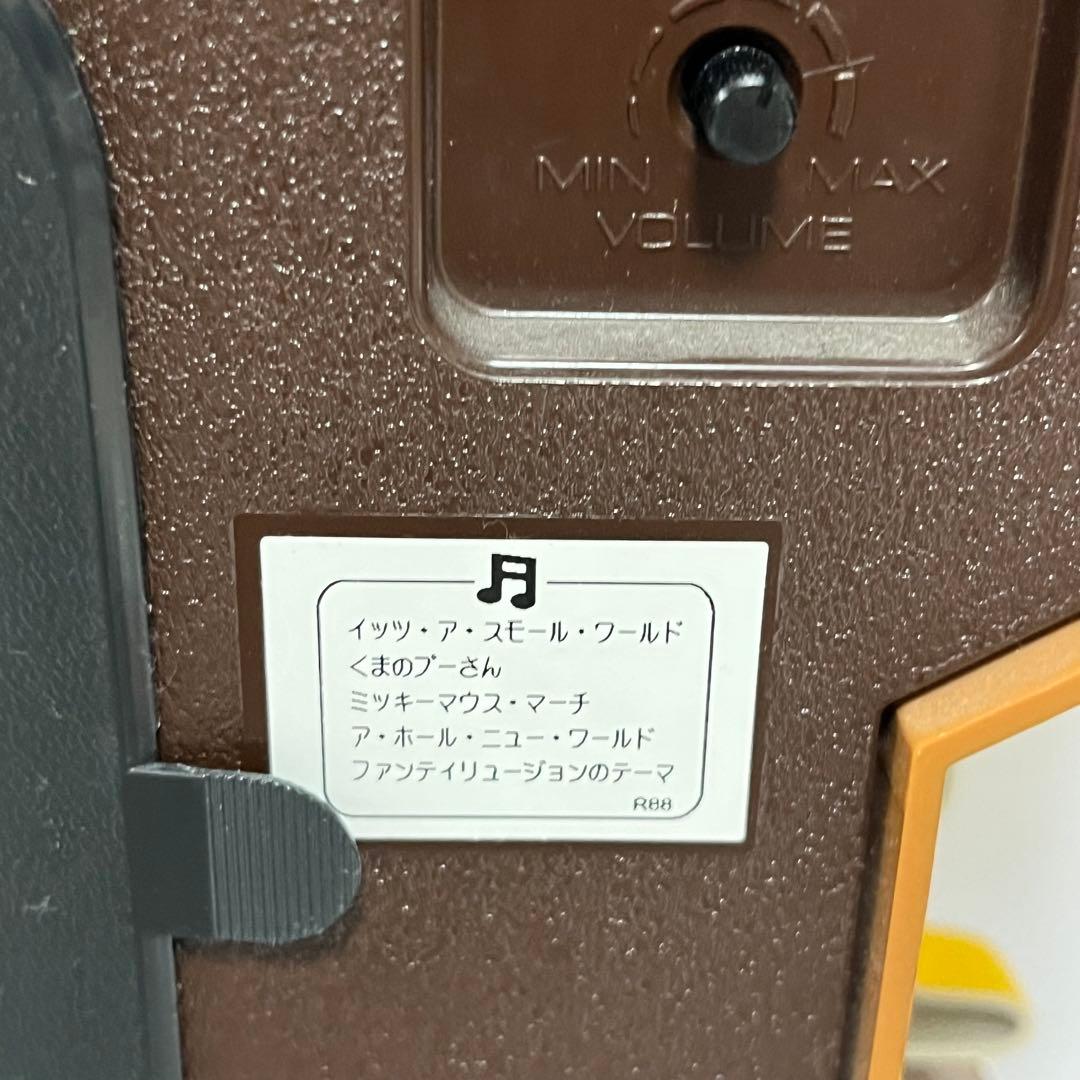 MIN MAX
VOLUME
イッツ・ア・スモール・ワールド
くまのプーさん
ミッキーマウス・マーチ
ア・ホール・ニュー・ワールド
ファンティリュージョンのテーマ
R88